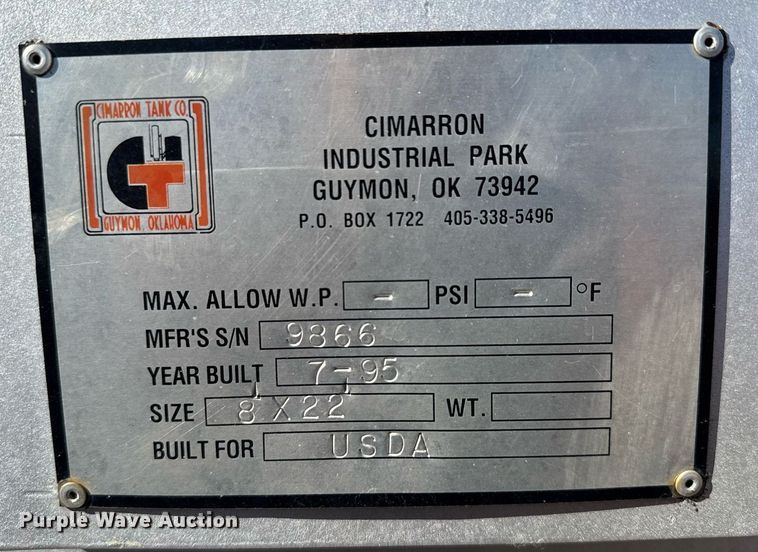 CIMARRON TANK CO.
GUYMON, OKLAHOMA
CIMARRON
INDUSTRIAL PARK
GUYMON, OK 73942
P.O. BOX 1722 405-338-5496
MAX. ALLOW W.P. - PSI - °F
MFR'S S/N 9866
YEAR BUILT 7-95
SIZE 8 X 22 WT.
BUILT FOR USDA
Purple Wave Auction